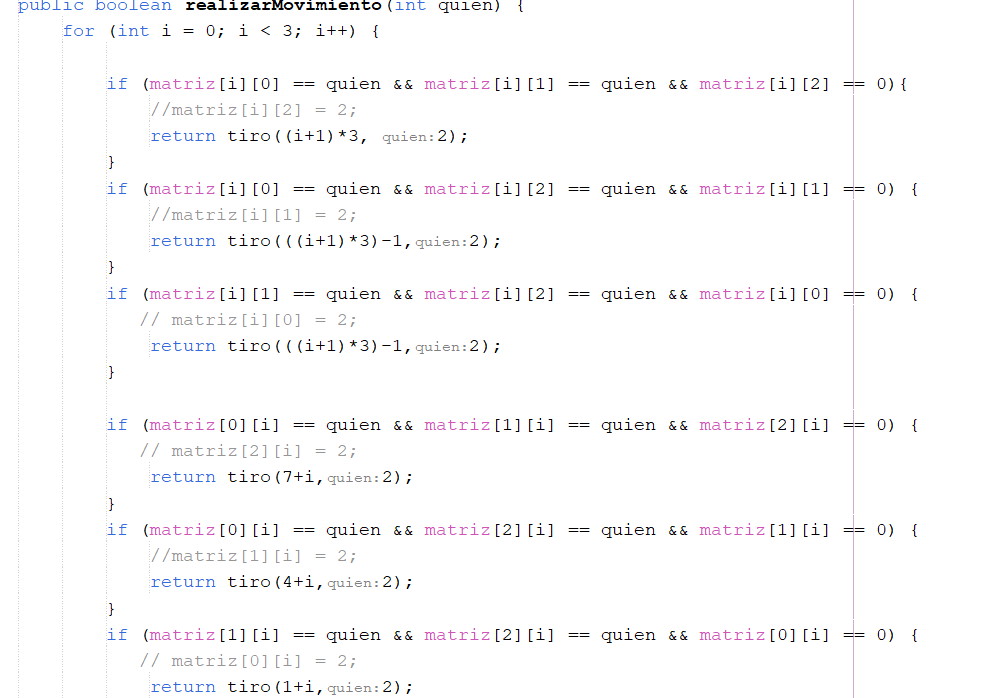 public boolean realizarMovimiento(int quien) {
for (int i = 0; i < 3; i++) {
if (matriz[i][0] == quien && matriz[i][1] == quien && matriz[i][2] == 0){
//matriz[i][2] = 2;
return tiro((i+1)*3, quien:2);
}
if (matriz[i][0] == quien && matriz[i][2] == quien && matriz[i][1] == 0) {
//matriz[i][1] = 2;
return tiro(((i+1)*3)-1,quien:2);
}
if (matriz[i][1] == quien && matriz[i][2] == quien && matriz[i][0] == 0) {
// matriz[i][0] = 2;
return tiro(((i+1)*3)-1,quien:2);
}
if (matriz[0][i] == quien && matriz[1][i] == quien && matriz[2][i] == 0) {
// matriz[2][i] = 2;
return tiro(7+i,quien:2);
}
if (matriz[0][i] == quien && matriz[2][i] == quien && matriz[1][i] == 0) {
//matriz[1][i] = 2;
return tiro(4+i,quien:2);
}
if (matriz[1][i] == quien && matriz[2][i] == quien && matriz[0][i] == 0) {
// matriz[0][i] = 2;
return tiro(1+i,quien:2);